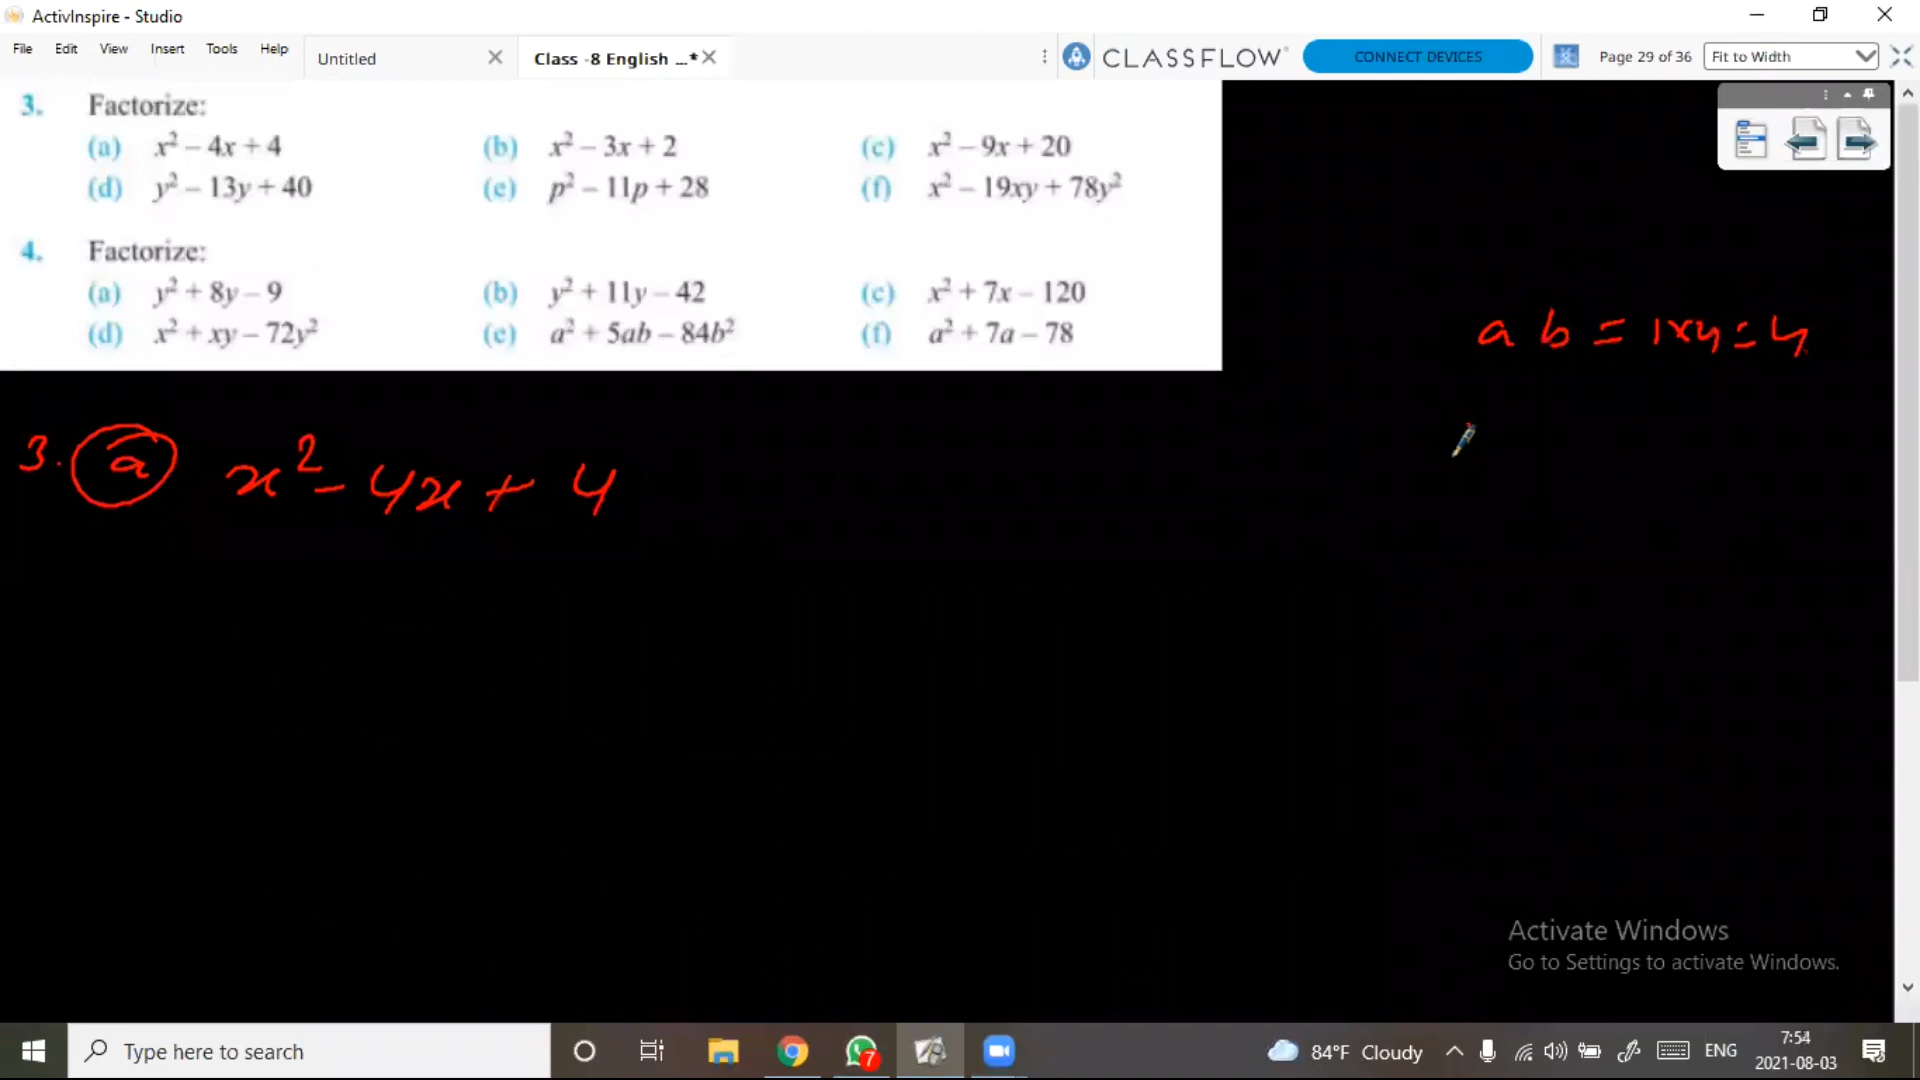 ActivInspire - Studio
File Edit View Insert Tools Help
Untitled
Class -8 English ...*
CLASSFLOW
CONNECT DEVICES
Page 29 of 36
Fit to Width
3. Factorize:
(a) x² – 4x + 4 (b) x² – 3x + 2 (c) x² – 9x + 20
(d) y² – 13y + 40 (e) p² – 11p + 28 (f) x² – 19xy + 78y²
4. Factorize:
(a) y² + 8y – 9 (b) y² + 11y – 42 (c) x² + 7x – 120
(d) x² + xy – 72y² (e) a² + 5ab – 84b² (f) a² + 7a – 78
a b = 1x4 = 4
3. a x² - 4x + 4
Activate Windows
Go to Settings to activate Windows.
Type here to search
7
84°F Cloudy
ENG
7:54
2021-08-03